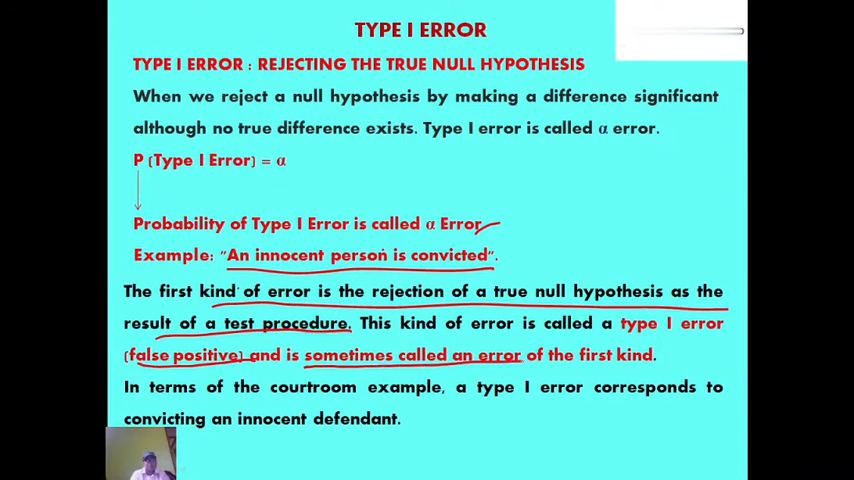 TYPE I ERROR
TYPE I ERROR : REJECTING THE TRUE NULL HYPOTHESIS
When we reject a null hypothesis by making a difference significant
although no true difference exists. Type I error is called α error.
P (Type I Error) = α
Probability of Type I Error is called α Error
Example: "An innocent person is convicted".
The first kind of error is the rejection of a true null hypothesis as the
result of a test procedure. This kind of error is called a type I error
(false positive) and is sometimes called an error of the first kind.
In terms of the courtroom example, a type I error corresponds to
convicting an innocent defendant.